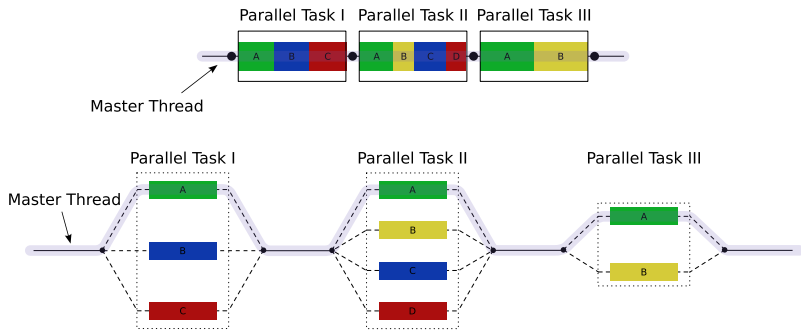 Parallel Task I Parallel Task II Parallel Task III
A B C A B C D A B
Master Thread
Parallel Task I Parallel Task II Parallel Task III
A A
Master Thread
A
B
B C B
C D